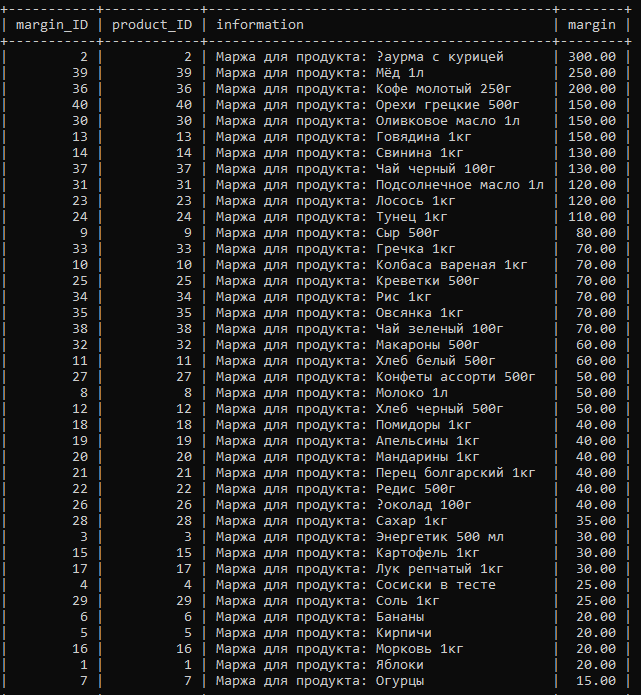 margin_ID | product_ID | information | margin
2 | 2 | Маржа для продукта: ?аурма с курицей | 300.00
39 | 39 | Маржа для продукта: Мёд 1л | 250.00
36 | 36 | Маржа для продукта: Кофе молотый 250г | 200.00
40 | 40 | Маржа для продукта: Орехи грецкие 500г | 150.00
30 | 30 | Маржа для продукта: Оливковое масло 1л | 150.00
13 | 13 | Маржа для продукта: Говядина 1кг | 150.00
14 | 14 | Маржа для продукта: Свинина 1кг | 130.00
37 | 37 | Маржа для продукта: Чай черный 100г | 130.00
31 | 31 | Маржа для продукта: Подсолнечное масло 1л | 120.00
23 | 23 | Маржа для продукта: Лосось 1кг | 120.00
24 | 24 | Маржа для продукта: Тунец 1кг | 110.00
9 | 9 | Маржа для продукта: Сыр 500г | 80.00
33 | 33 | Маржа для продукта: Гречка 1кг | 70.00
10 | 10 | Маржа для продукта: Колбаса вареная 1кг | 70.00
25 | 25 | Маржа для продукта: Креветки 500г | 70.00
34 | 34 | Маржа для продукта: Рис 1кг | 70.00
35 | 35 | Маржа для продукта: Овсянка 1кг | 70.00
38 | 38 | Маржа для продукта: Чай зеленый 100г | 70.00
32 | 32 | Маржа для продукта: Макароны 500г | 60.00
11 | 11 | Маржа для продукта: Хлеб белый 500г | 60.00
27 | 27 | Маржа для продукта: Конфеты ассорти 500г | 50.00
8 | 8 | Маржа для продукта: Молоко 1л | 50.00
12 | 12 | Маржа для продукта: Хлеб черный 500г | 50.00
18 | 18 | Маржа для продукта: Помидоры 1кг | 40.00
19 | 19 | Маржа для продукта: Апельсины 1кг | 40.00
20 | 20 | Маржа для продукта: Мандарины 1кг | 40.00
21 | 21 | Маржа для продукта: Перец болгарский 1кг | 40.00
22 | 22 | Маржа для продукта: Редис 500г | 40.00
26 | 26 | Маржа для продукта: ?околад 100г | 40.00
28 | 28 | Маржа для продукта: Сахар 1кг | 35.00
3 | 3 | Маржа для продукта: Энергетик 500 мл | 30.00
15 | 15 | Маржа для продукта: Картофель 1кг | 30.00
17 | 17 | Маржа для продукта: Лук репчатый 1кг | 30.00
4 | 4 | Маржа для продукта: Сосиски в тесте | 25.00
29 | 29 | Маржа для продукта: Соль 1кг | 25.00
6 | 6 | Маржа для продукта: Бананы | 20.00
5 | 5 | Маржа для продукта: Кирпичи | 20.00
16 | 16 | Маржа для продукта: Морковь 1кг | 20.00
1 | 1 | Маржа для продукта: Яблоки | 20.00
7 | 7 | Маржа для продукта: Огурцы | 15.00